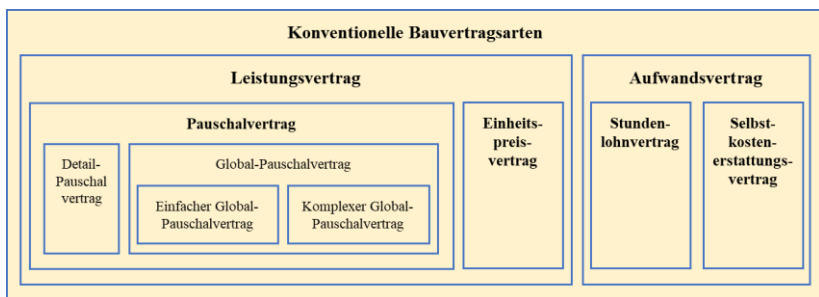 Konventionelle Bauvertragsarten
Leistungsvertrag
Pauschalvertrag
Detail-
Pauschal
vertrag
Global-Pauschalvertrag
Einfacher Global-
Pauschalvertrag
Komplexer Global-
Pauschalvertrag
Einheits-
preis-
vertrag
Aufwandsvertrag
Stunden-
lohnvertrag
Selbst-
kosten-
erstattungs-
vertrag